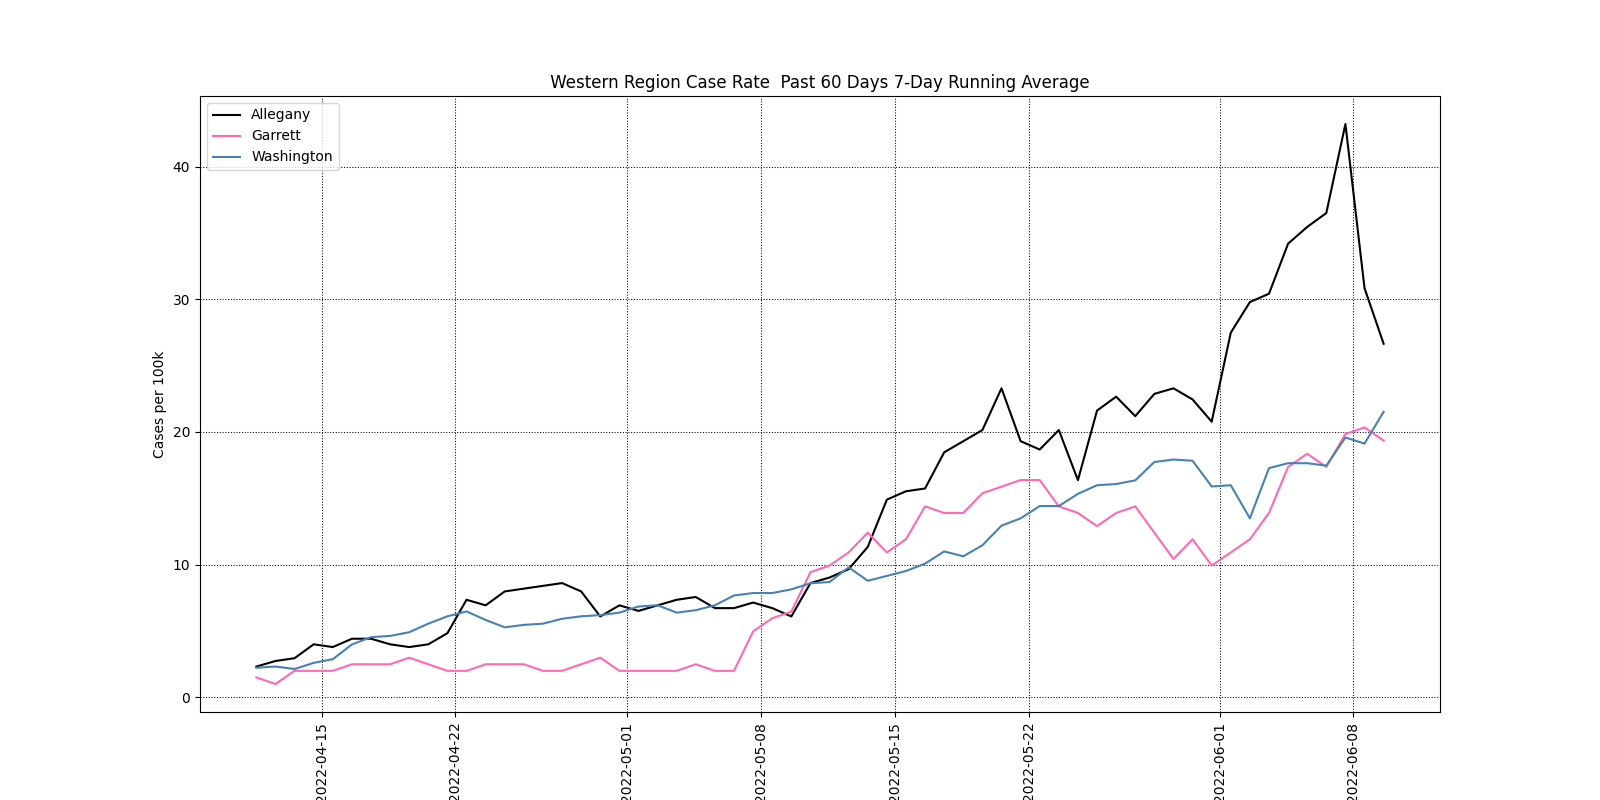 Western Region Case Rate  Past 60 Days 7-Day Running Average
Allegany
Garrett
Washington
Cases per 100k
40
30
20
10
0
2022-04-15
2022-04-22
2022-05-01
2022-05-08
2022-05-15
2022-05-22
2022-06-01
2022-06-08